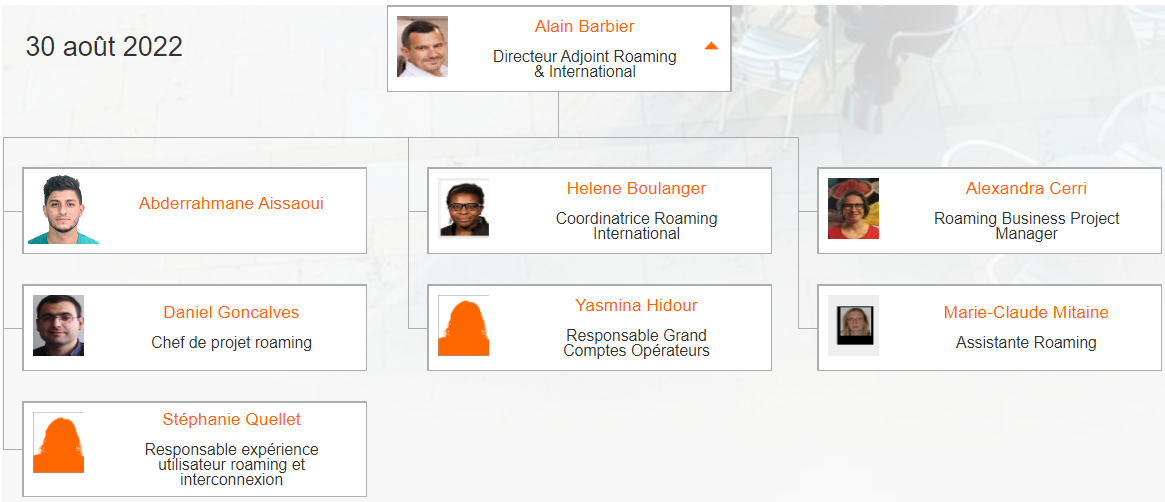 30 août 2022
Alain Barbier
Directeur Adjoint Roaming
& International
Abderrahmane Aissaoui
Helene Boulanger
Coordinatrice Roaming
International
Alexandra Cerri
Roaming Business Project
Manager
Daniel Goncalves
Chef de projet roaming
Yasmina Hidour
Responsable Grand
Comptes Opérateurs
Marie-Claude Mitaine
Assistante Roaming
Stéphanie Quellet
Responsable expérience
utilisateur roaming et
interconnexion